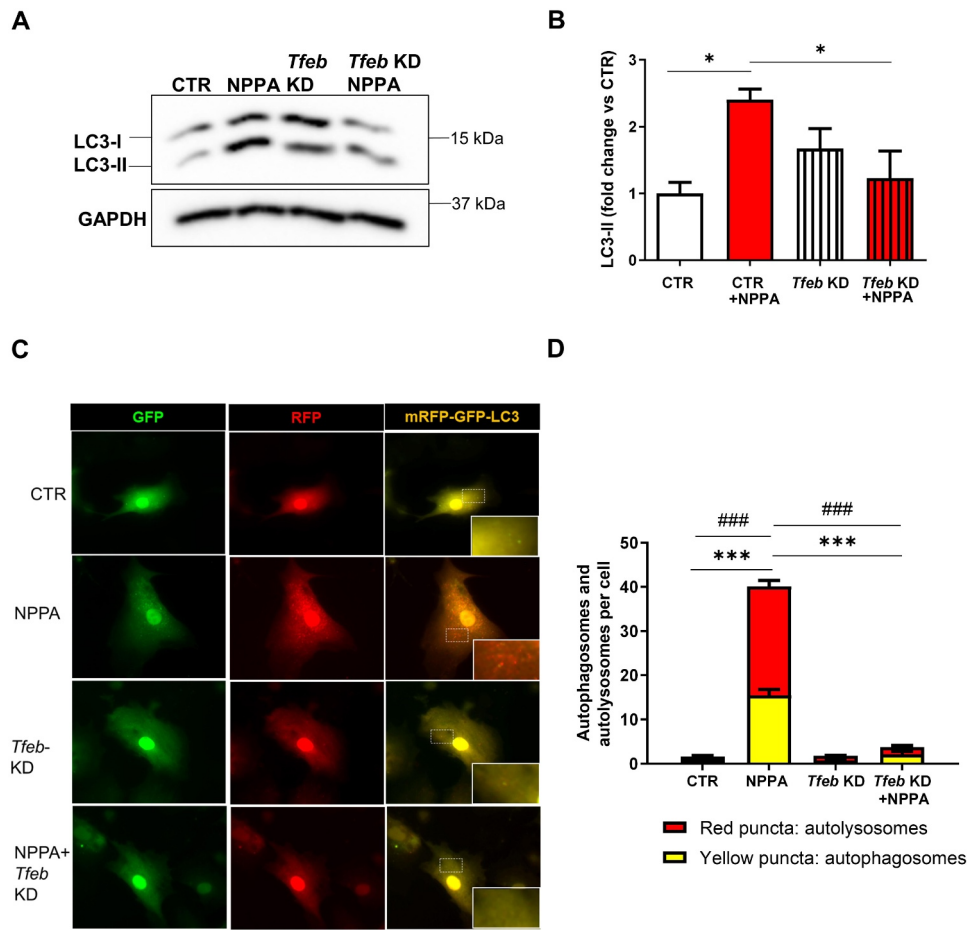 A
CTR NPPA Tfeb KD Tfeb KD NPPA
LC3-I
LC3-II
15 kDa
GAPDH
37 kDa
B
LC3-II (fold change vs CTR)
3
2
1
0
* *
CTR
CTR +NPPA
Tfeb KD
Tfeb KD +NPPA
C
GFP RFP mRFP-GFP-LC3
CTR
NPPA
Tfeb-
KD
NPPA+
Tfeb
KD
D
Autophagosomes and
autolysosomes per cell
50
40
30
20
10
0
### ###
*** ***
CTR
NPPA
Tfeb KD
Tfeb KD
+NPPA
Red puncta: autolysosomes
Yellow puncta: autophagosomes